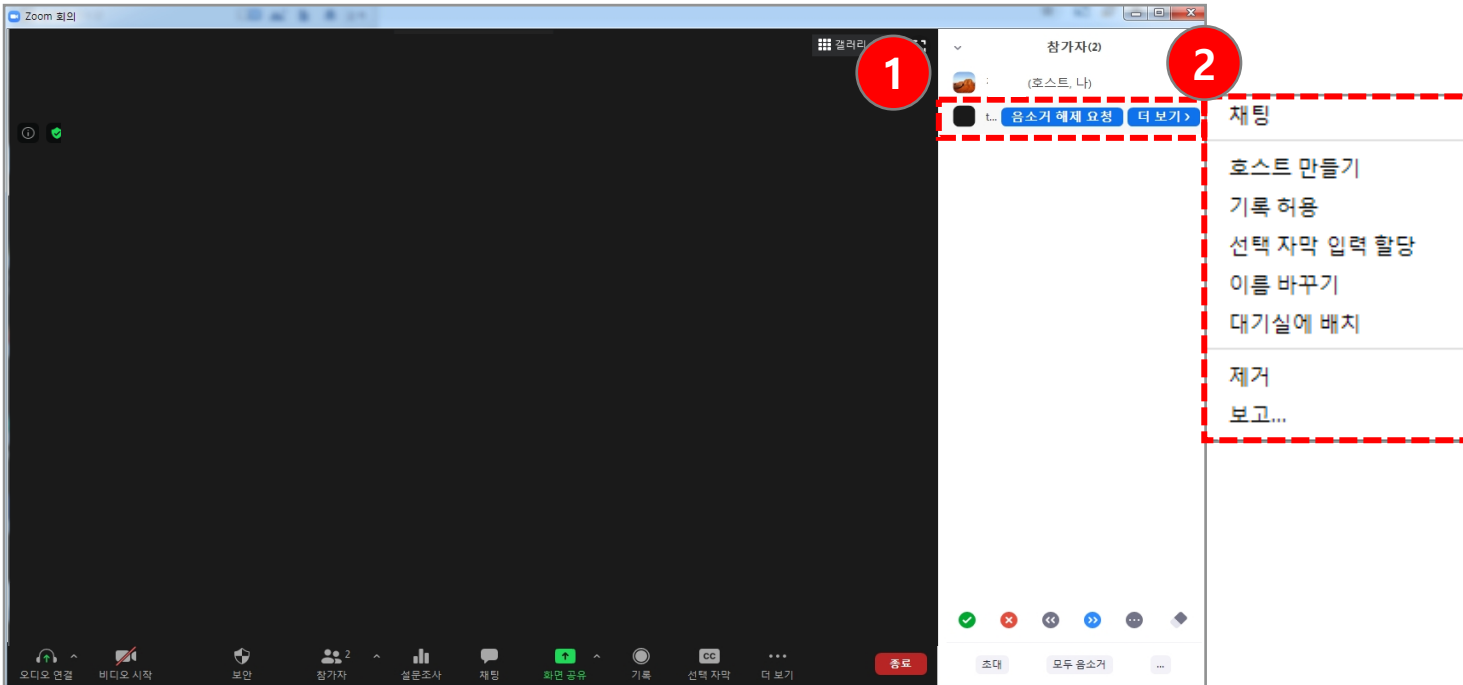 Zoom 회의
갤러리
1
참가자(2)
2
(호스트, 나)
t... 음소거 해제 요청 더 보기 >
채팅
호스트 만들기
기록 허용
선택 자막 입력 할당
이름 바꾸기
대기실에 배치
제거
보고...
오디오 연결 비디오 시작 보안 참가자 2 설문조사 채팅 화면 공유 기록 CC 선택 자막 더 보기 종료
초대 모두 음소거 ...